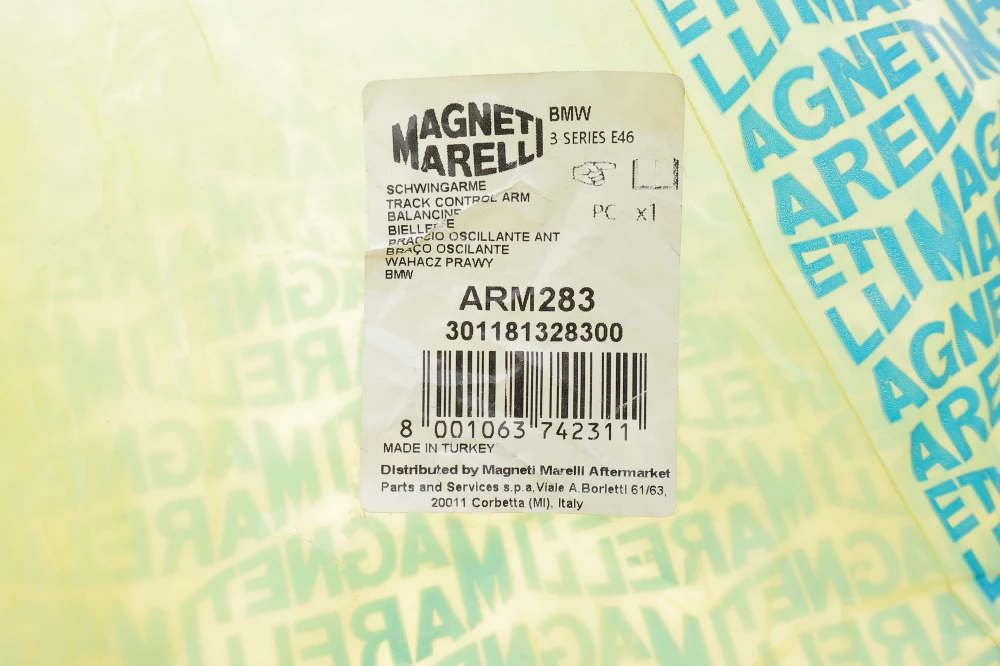 MAGNETI
MARELLI
BMW
3 SERIES E46
PC x1
SCHWINGARME
TRACK CONTROL ARM
BALANCINE
BIELLETE
BRACCIO OSCILLANTE ANT
BRAÇO OSCILANTE
WAHACZ PRAWY
BMW
ARM283
301181328300
8 001063 742311
MADE IN TURKEY
Distributed by Magneti Marelli Aftermarket
Parts and Services s.p.a, Viale A.Borletti 61/63,
20011 Corbetta (MI), Italy